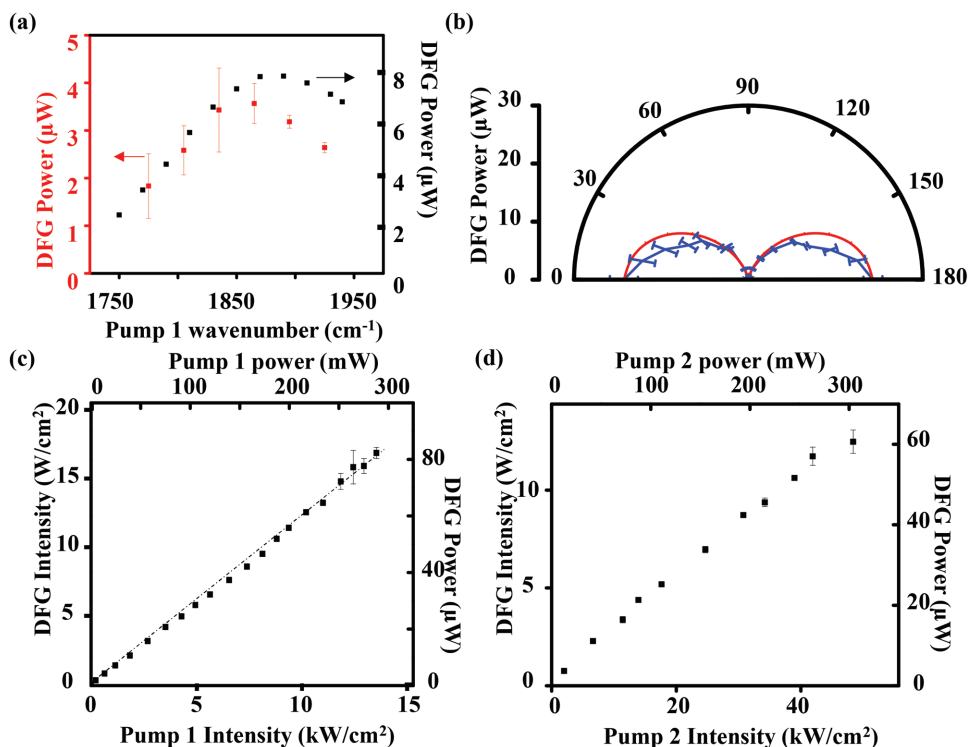 (a)
DFG Power (µW)
5
4
3
2
1
0
8
6
4
2
0
DFG Power
(µW)
1750
1850
1950
Pump 1 wavenumber (cm-1)
(b)
DFG Power (µW)
30
20
10
0
0
30
60
90
120
150
180
(c)
Pump 1 power (mW)
0
100
200
300
DFG Intensity (W/cm2)
20
15
10
5
0
80
40
0
DFG Power
(µW)
0
5
10
15
Pump 1 Intensity (kW/cm2)
(d)
Pump 2 power (mW)
0
100
200
300
DFG Intensity (W/cm2)
10
5
0
60
40
20
0
DFG Power
(µW)
0
20
40
Pump 2 Intensity (kW/cm2)